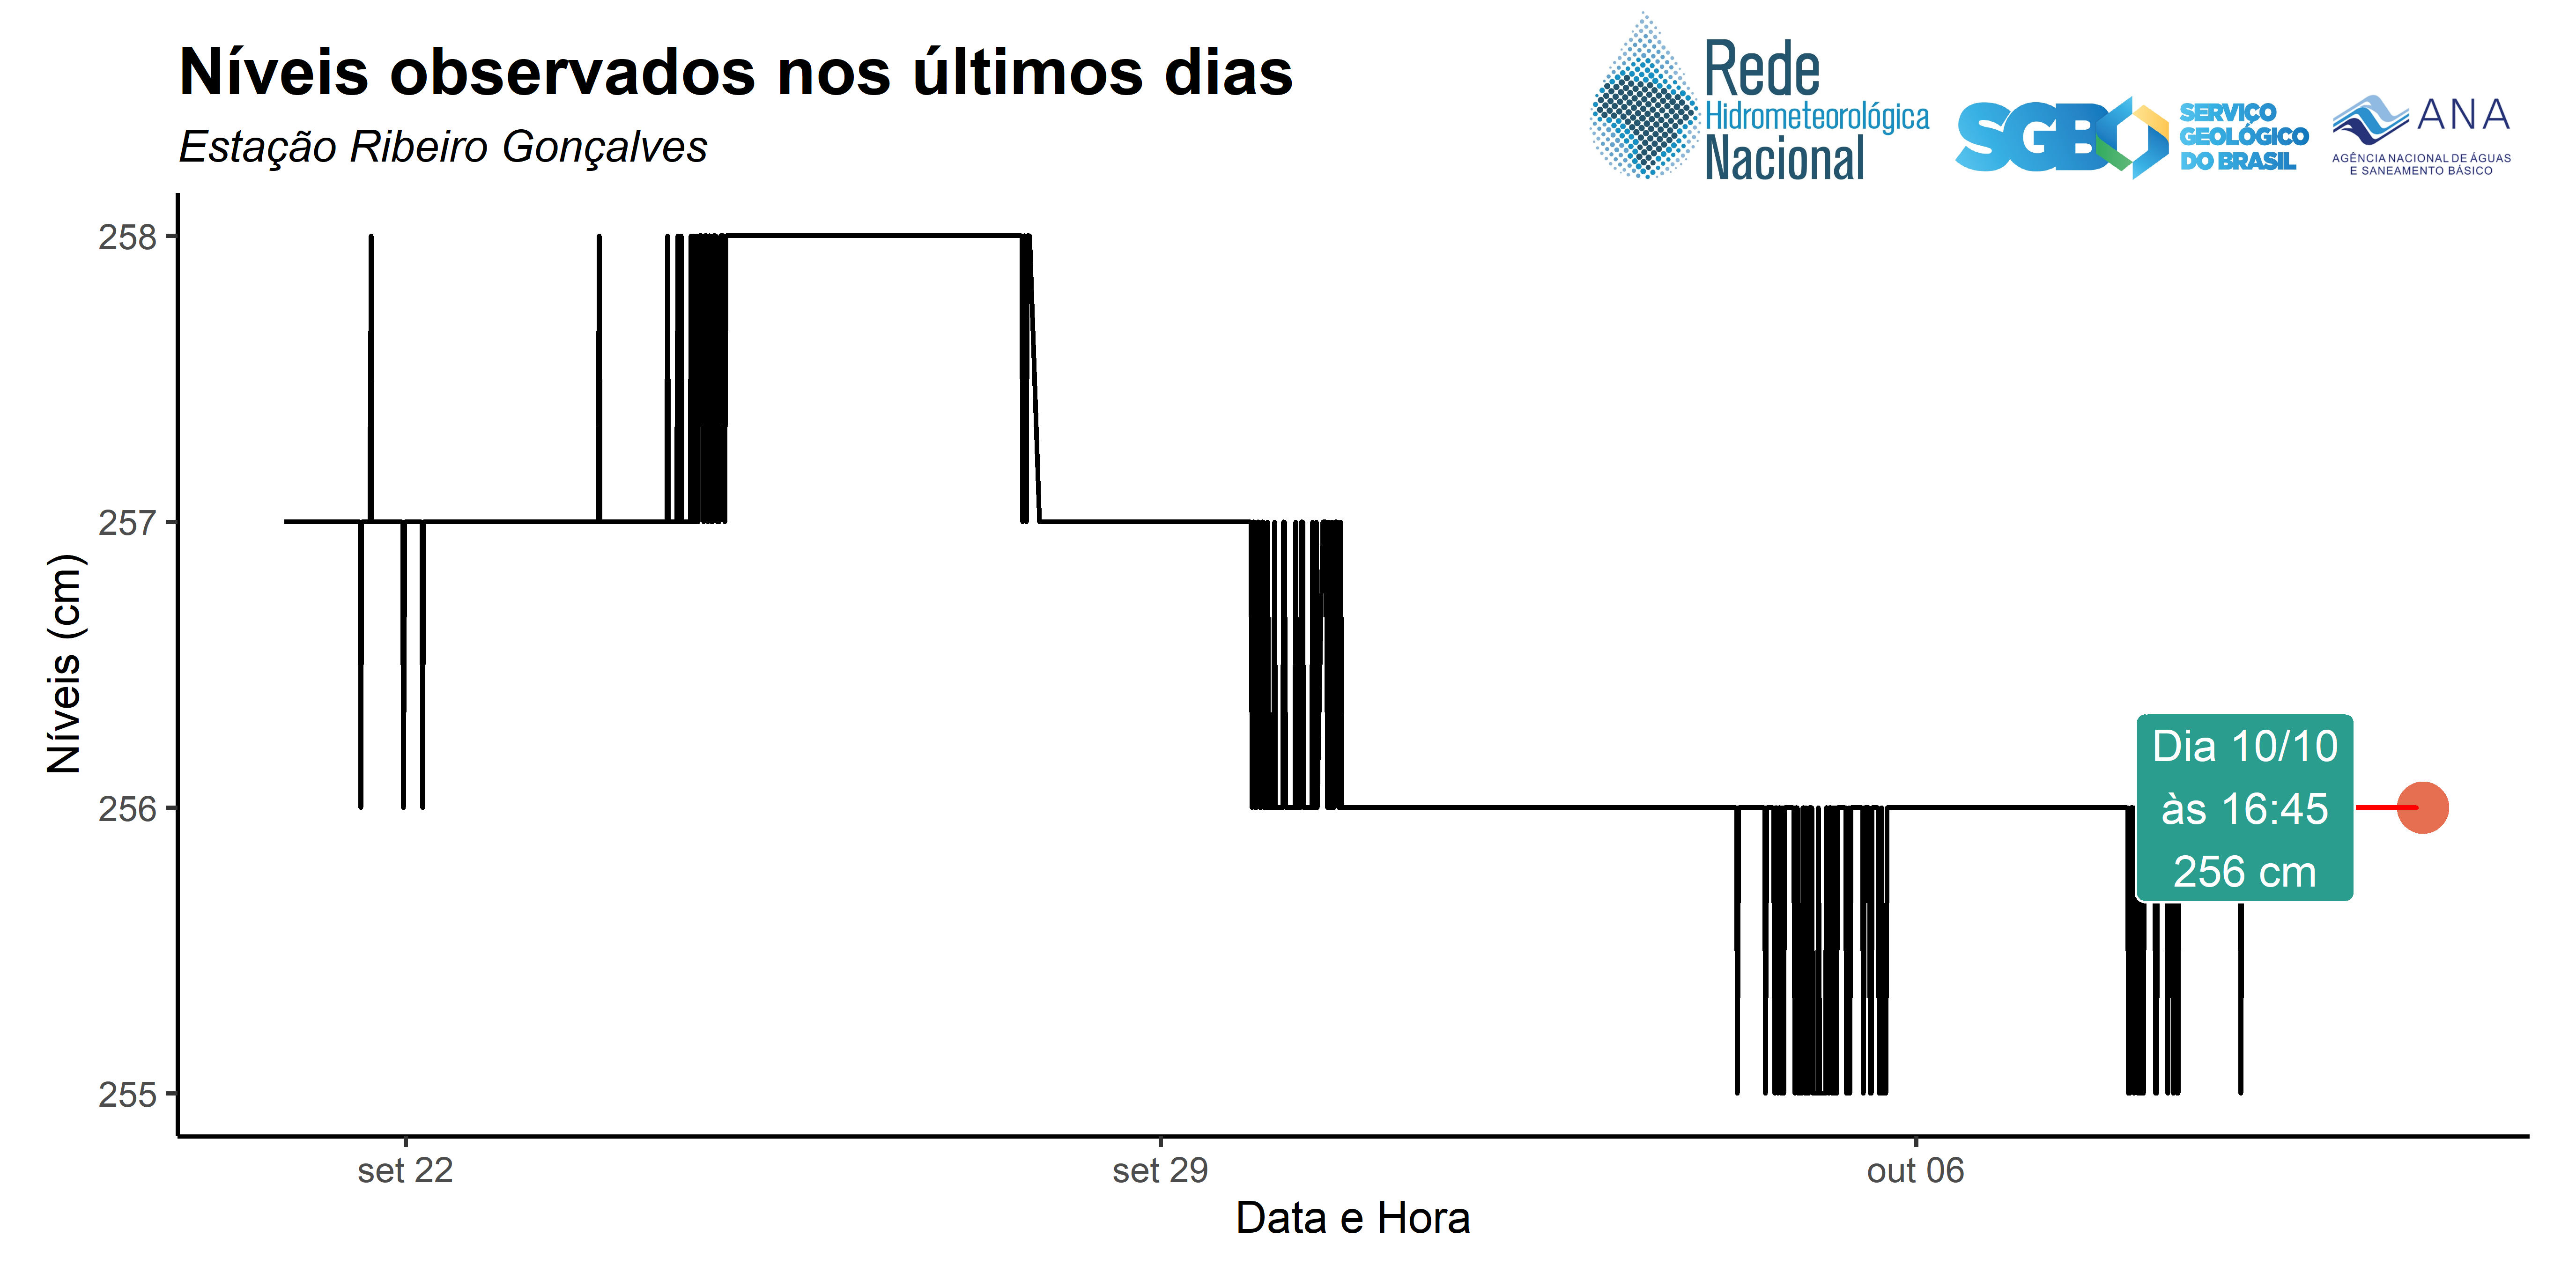 Níveis observados nos últimos dias
Estação Ribeiro Gonçalves
Rede
Hidrometeorológica
Nacional
SGB
SERVIÇO
GEOLÓGICO
DO BRASIL
ANA
AGÊNCIA NACIONAL DE ÁGUAS
E SANEAMENTO BÁSICO
Níveis (cm)
258
257
256
255
Dia 10/10
às 16:45
256 cm
set 22
set 29
out 06
Data e Hora